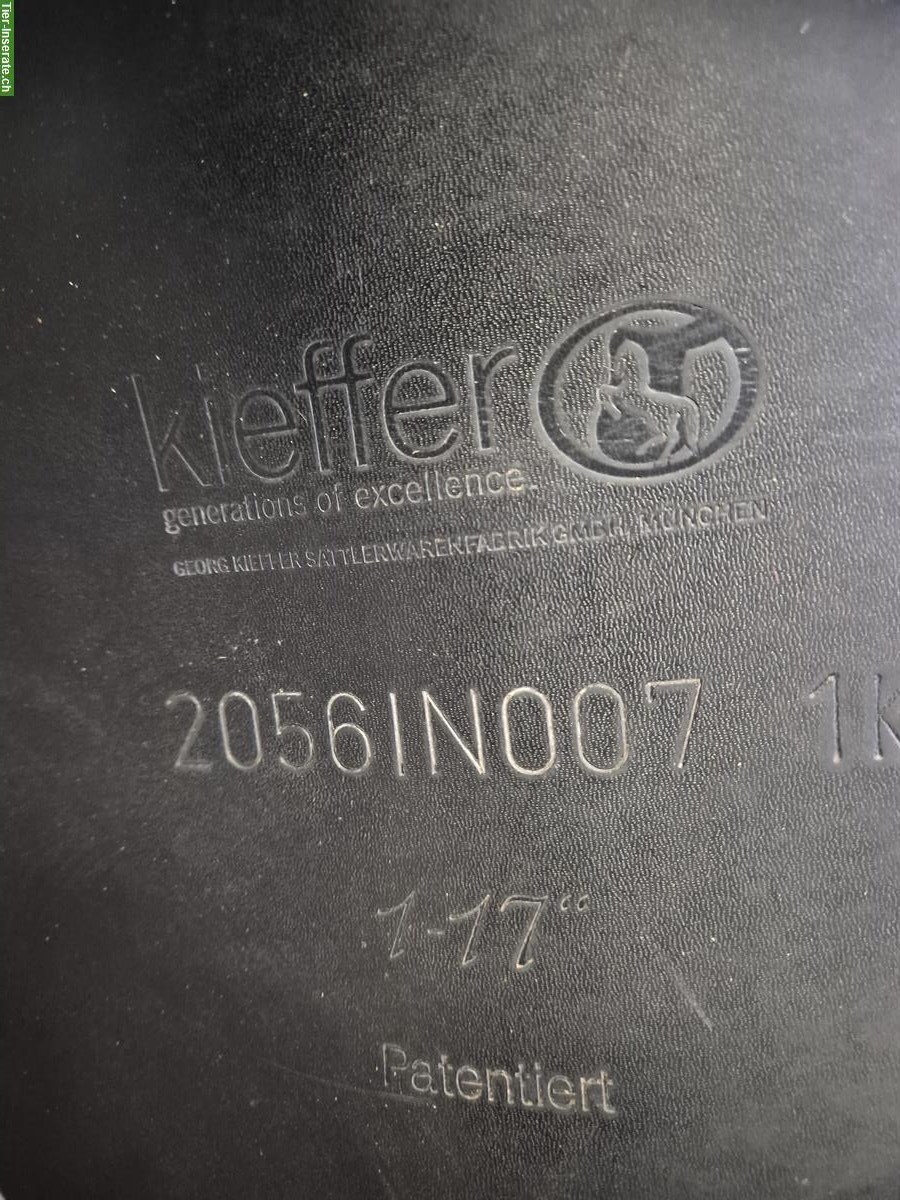 Tier-Inserate.ch
kieffer
generations of excellence
GEORG KIEFFER SATTLERWARENFABRIK GMBH, MÜNCHEN
2056IN007 1K
1-17“
Patentiert